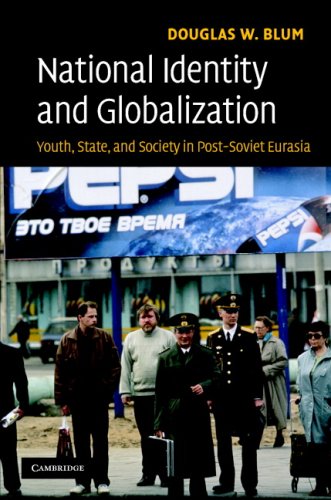 DOUGLAS W. BLUM
National Identity
and Globalization
Youth, State, and Society in Post-Soviet Eurasia
PEPSI
ЭТО ТВОЕ ВРЕМЯ
PEPSI
ПРОДУКТЫ
CAMBRIDGE